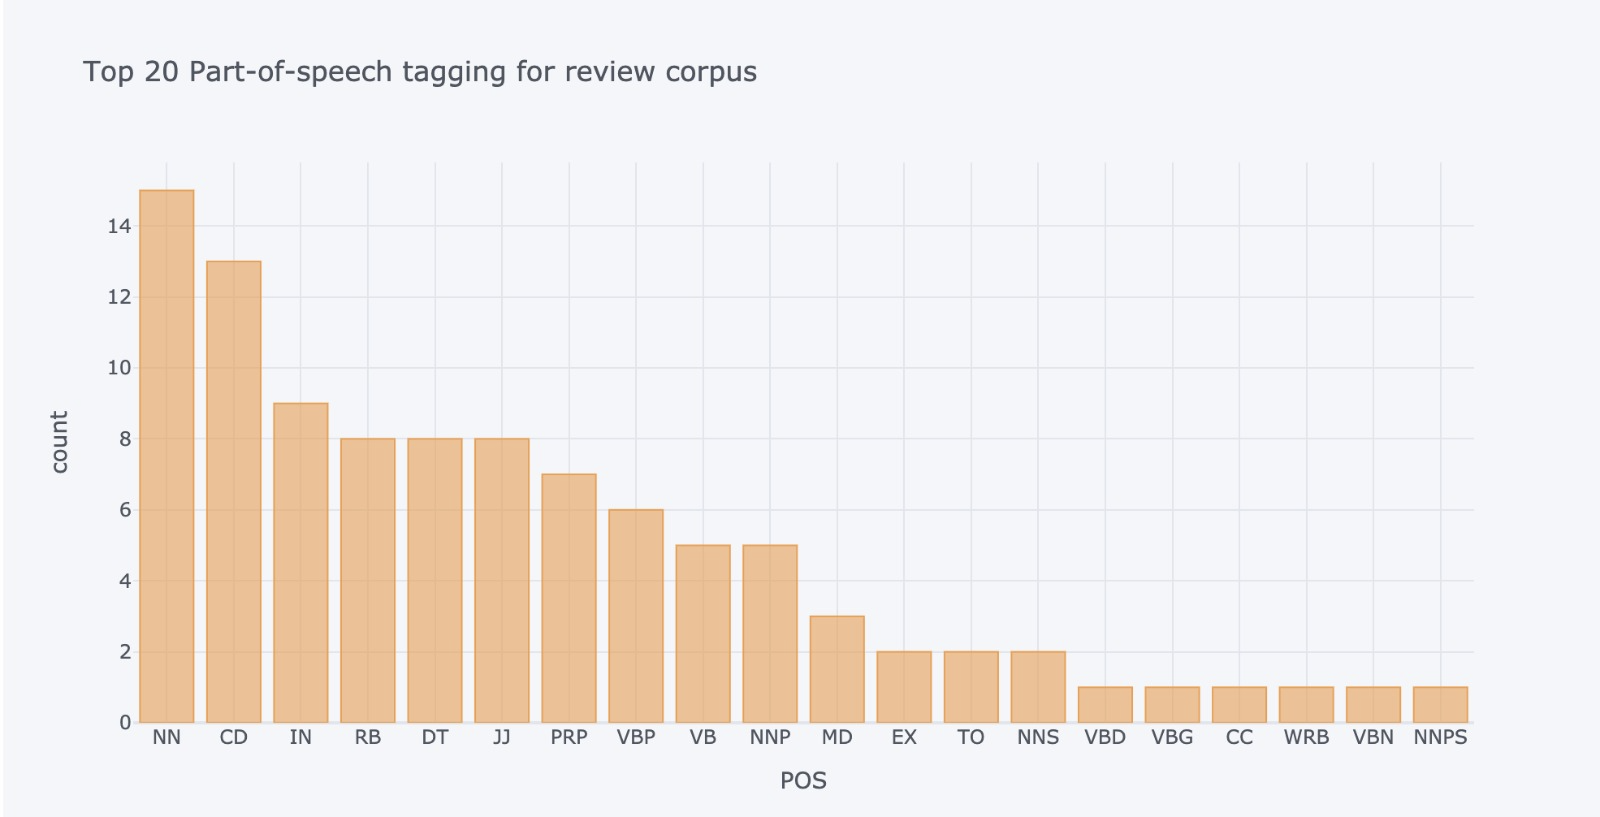 Top 20 Part-of-speech tagging for review corpus
14
12
10
8
6
4
2
0
count
NN CD IN RB DT JJ PRP VBP VB NNP MD EX TO NNS VBD VBG CC WRB VBN NNPS
POS